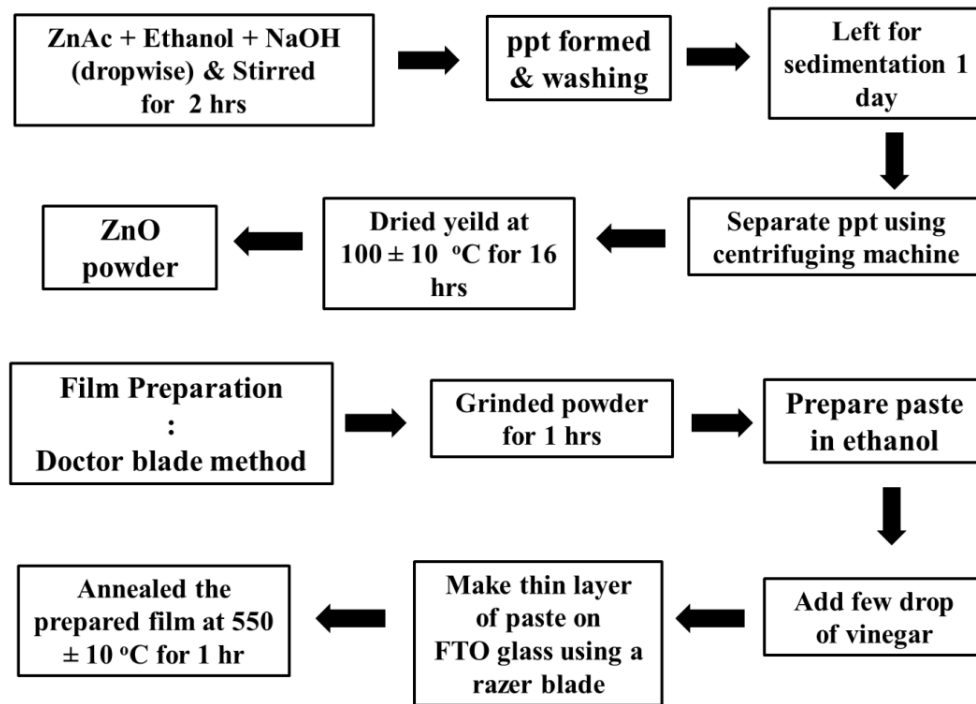 ZnAc + Ethanol + NaOH
(dropwise) & Stirred
for 2 hrs
ppt formed
& washing
Left for
sedimentation 1
day
Separate ppt using
centrifuging machine
Dried yeild at
100 ± 10 °C for 16
hrs
ZnO
powder
Film Preparation
:
Doctor blade method
Grinded powder
for 1 hrs
Prepare paste
in ethanol
Add few drop
of vinegar
Make thin layer
of paste on
FTO glass using a
razer blade
Annealed the
prepared film at 550
± 10 °C for 1 hr